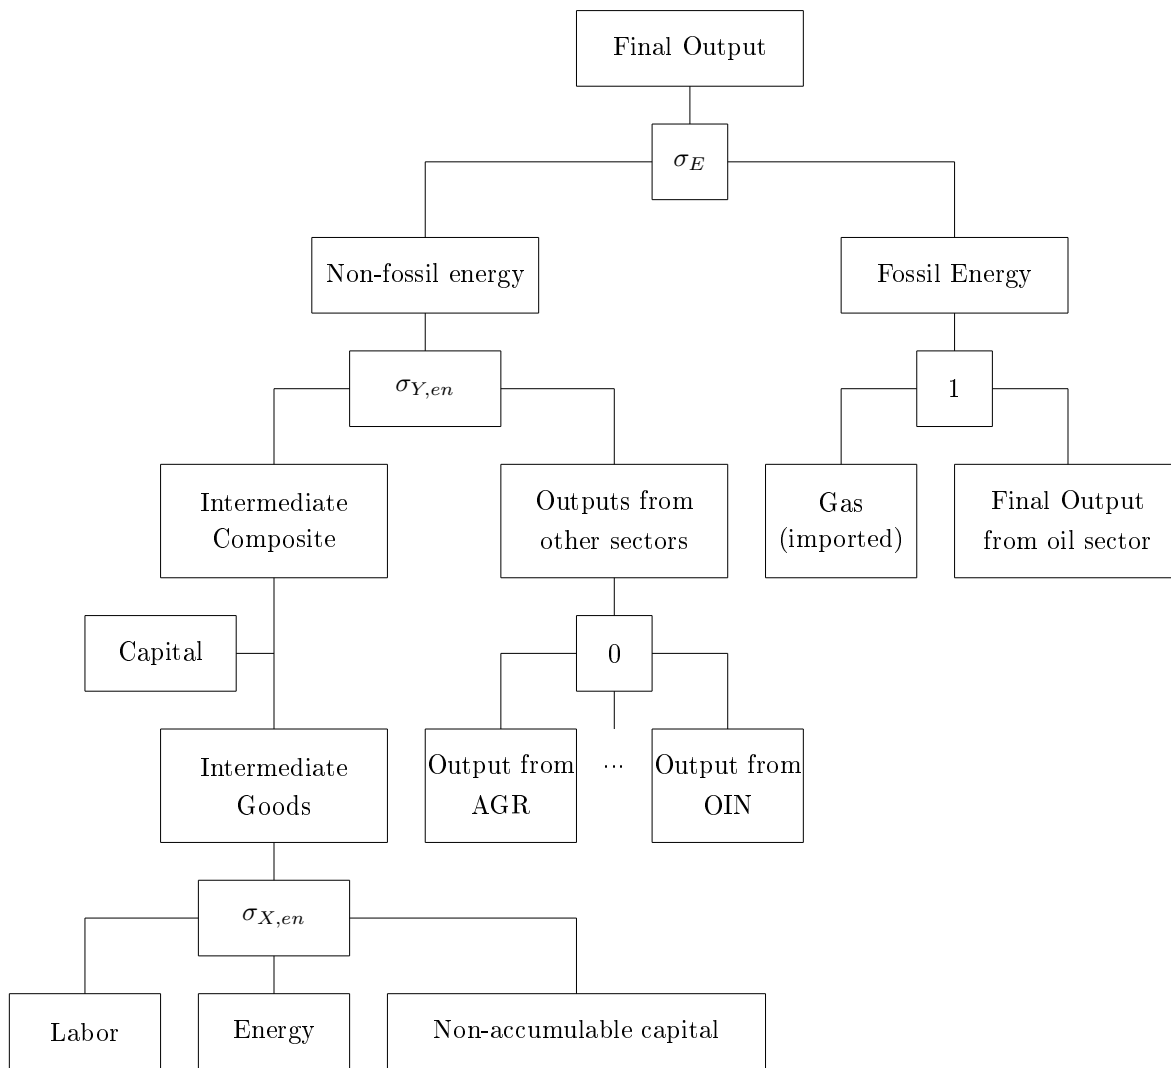 Final Output
σ_E
Non-fossil energy
Fossil Energy
σ_{Y,en}
1
Intermediate
Composite
Outputs from
other sectors
Gas
(imported)
Final Output
from oil sector
Capital
0
Intermediate
Goods
Output from
AGR
...
Output from
OIN
σ_{X,en}
Labor
Energy
Non-accumulable capital